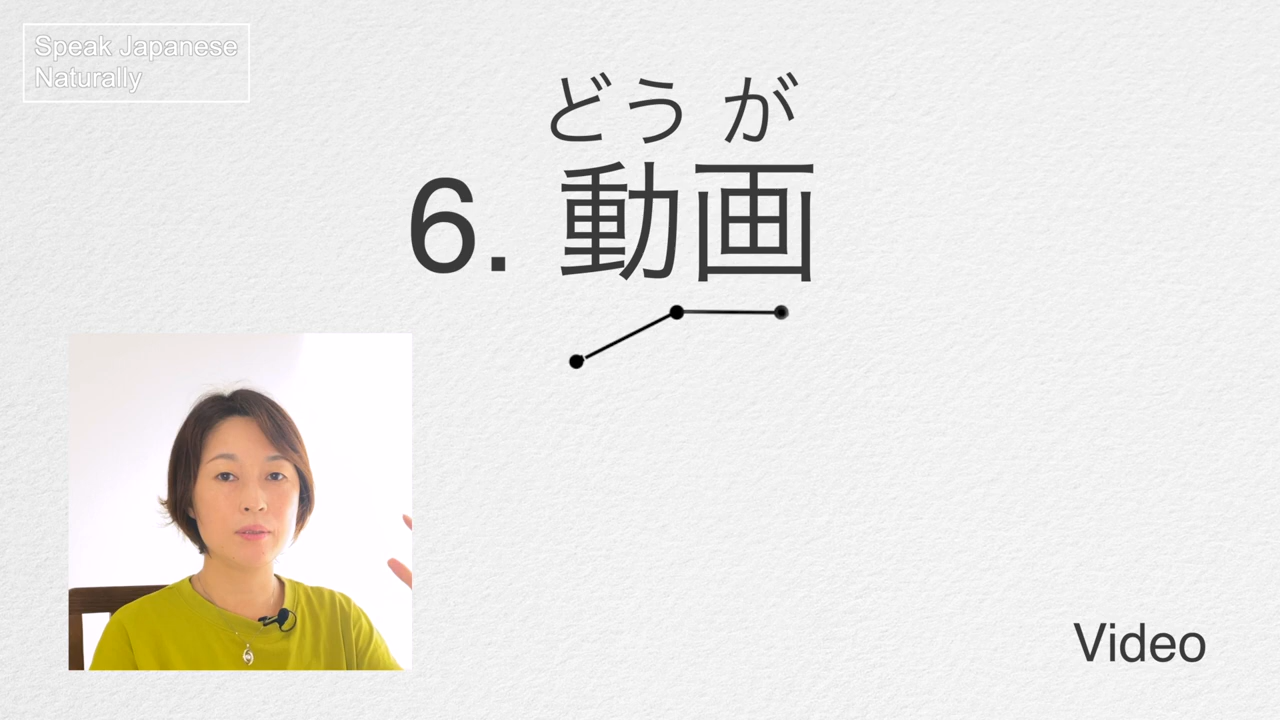 Speak Japanese
Naturally
どうが
6. 動画
Video